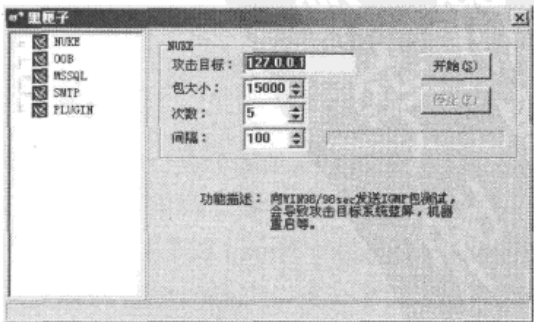 黑梗子
NUKE
OOB
MSSQL
SMTP
PLUGIN
NUKE
攻击目标： 127.0.0.1
开始(S)
包大小： 15000
停止(P)
次数： 5
间隔： 100
功能描述： 向WIN98/98sec发送IGMP包测试，
会导致攻击目标系统蓝屏，机器
重启等。